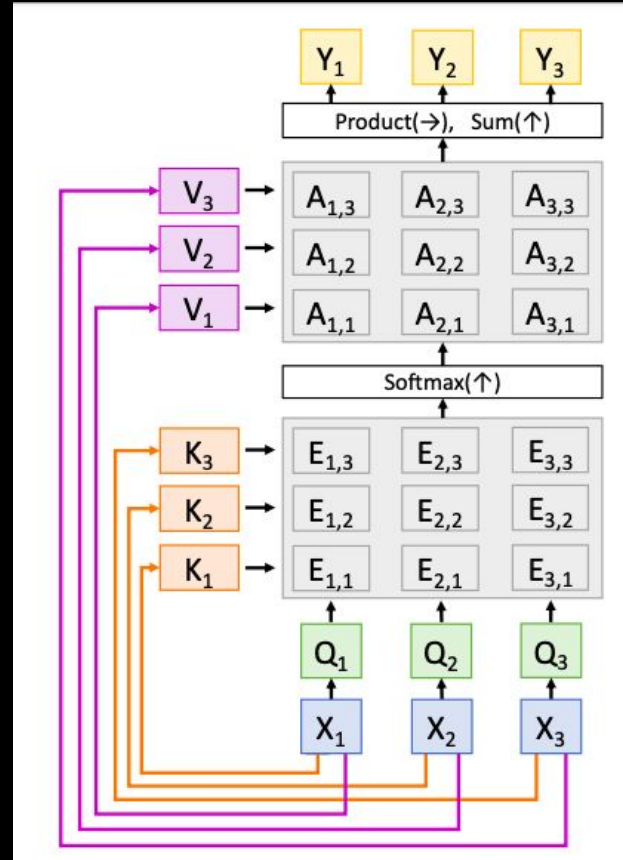 Y₁ Y₂ Y₃
Product(→), Sum(↑)
V₃ A₁,₃ A₂,₃ A₃,₃
V₂ A₁,₂ A₂,₂ A₃,₂
V₁ A₁,₁ A₂,₁ A₃,₁
Softmax(↑)
K₃ E₁,₃ E₂,₃ E₃,₃
K₂ E₁,₂ E₂,₂ E₃,₂
K₁ E₁,₁ E₂,₁ E₃,₁
Q₁ Q₂ Q₃
X₁ X₂ X₃